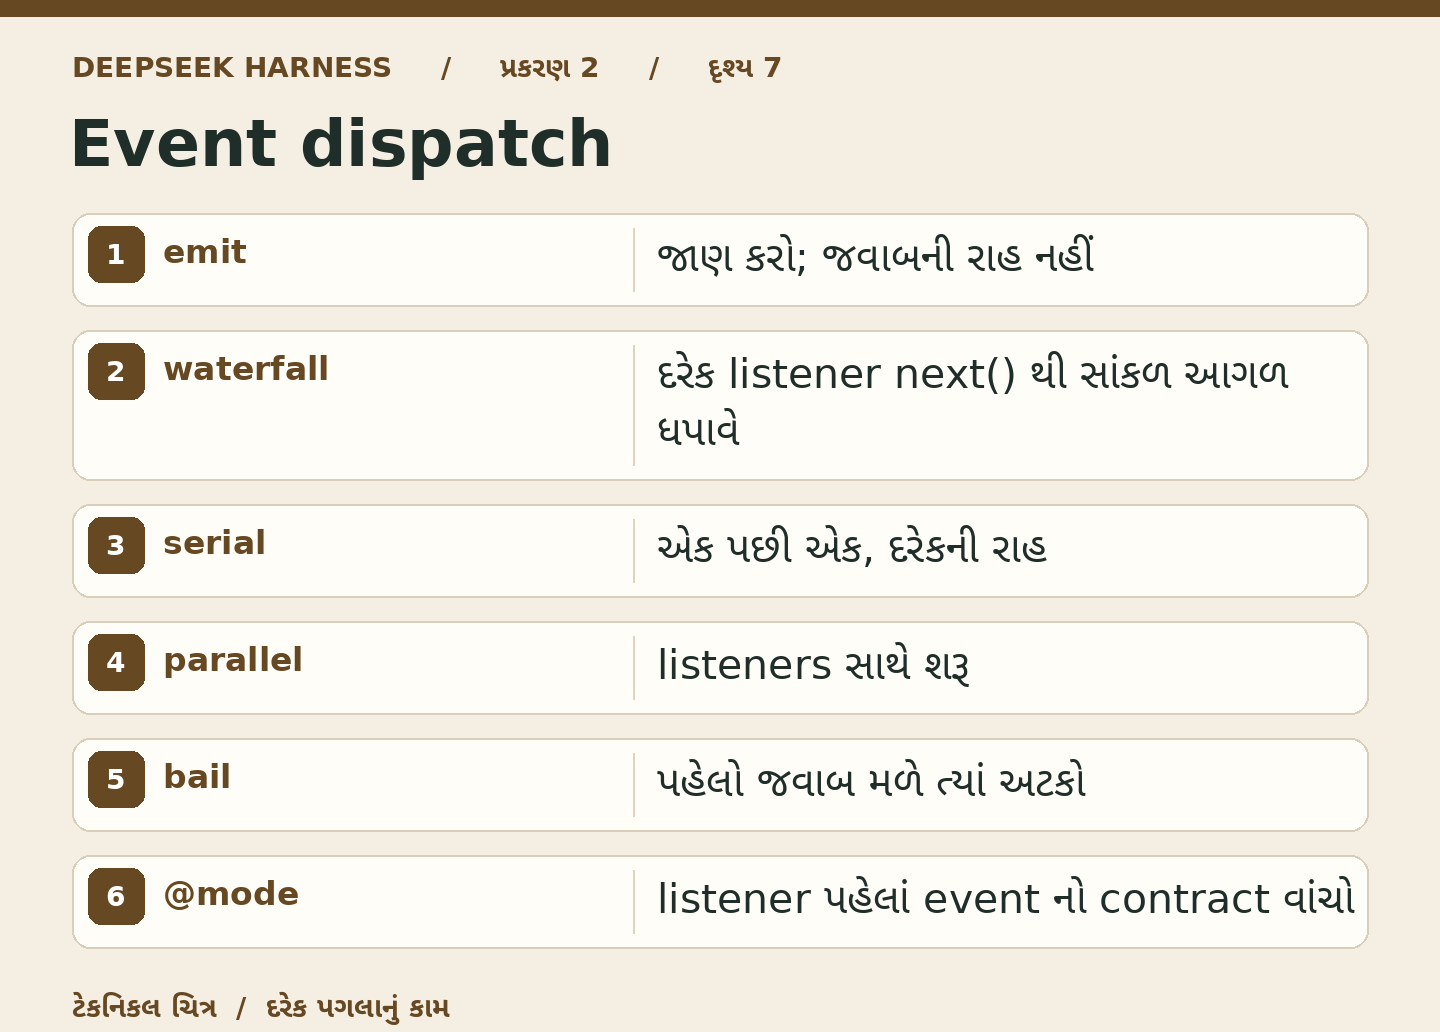 DEEPSEEK HARNESS / પ્રકરણ 2 / દૃશ્ય 7
Event dispatch
1 emit જાણ કરો; જવાબની રાહ નહીં
2 waterfall દરેક listener next() થી સાંકળ આગળ
ધપાવે
3 serial એક પછી એક, દરેકની રાહ
4 parallel listeners સાથે શરૂ
5 bail પહેલો જવાબ મળે ત્યાં અટકો
6 @mode listener પહેલાં event નો contract વાંચો
ટેકનિકલ ચિત્ર / દરેક પગલાનું કામ